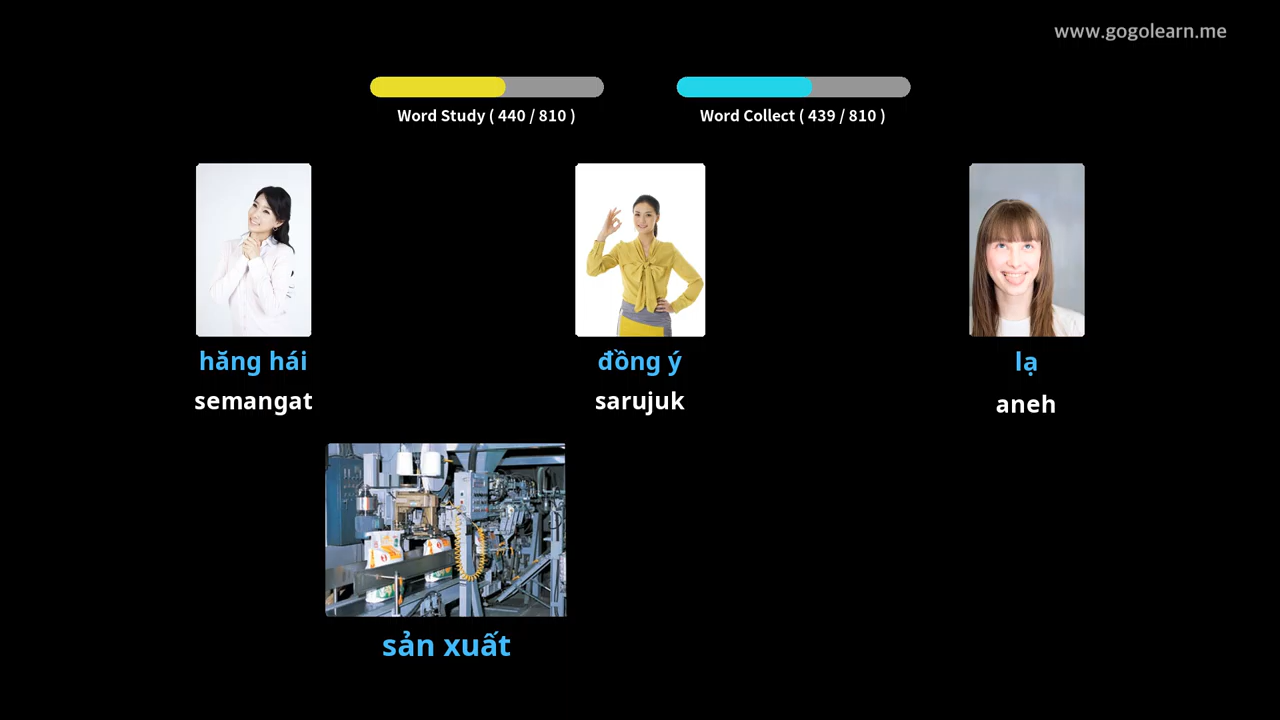 www.gogolearn.me
Word Study ( 440 / 810 )
Word Collect ( 439 / 810 )
hăng hái
đồng ý
lạ
semangat
sarujuk
aneh
sản xuất